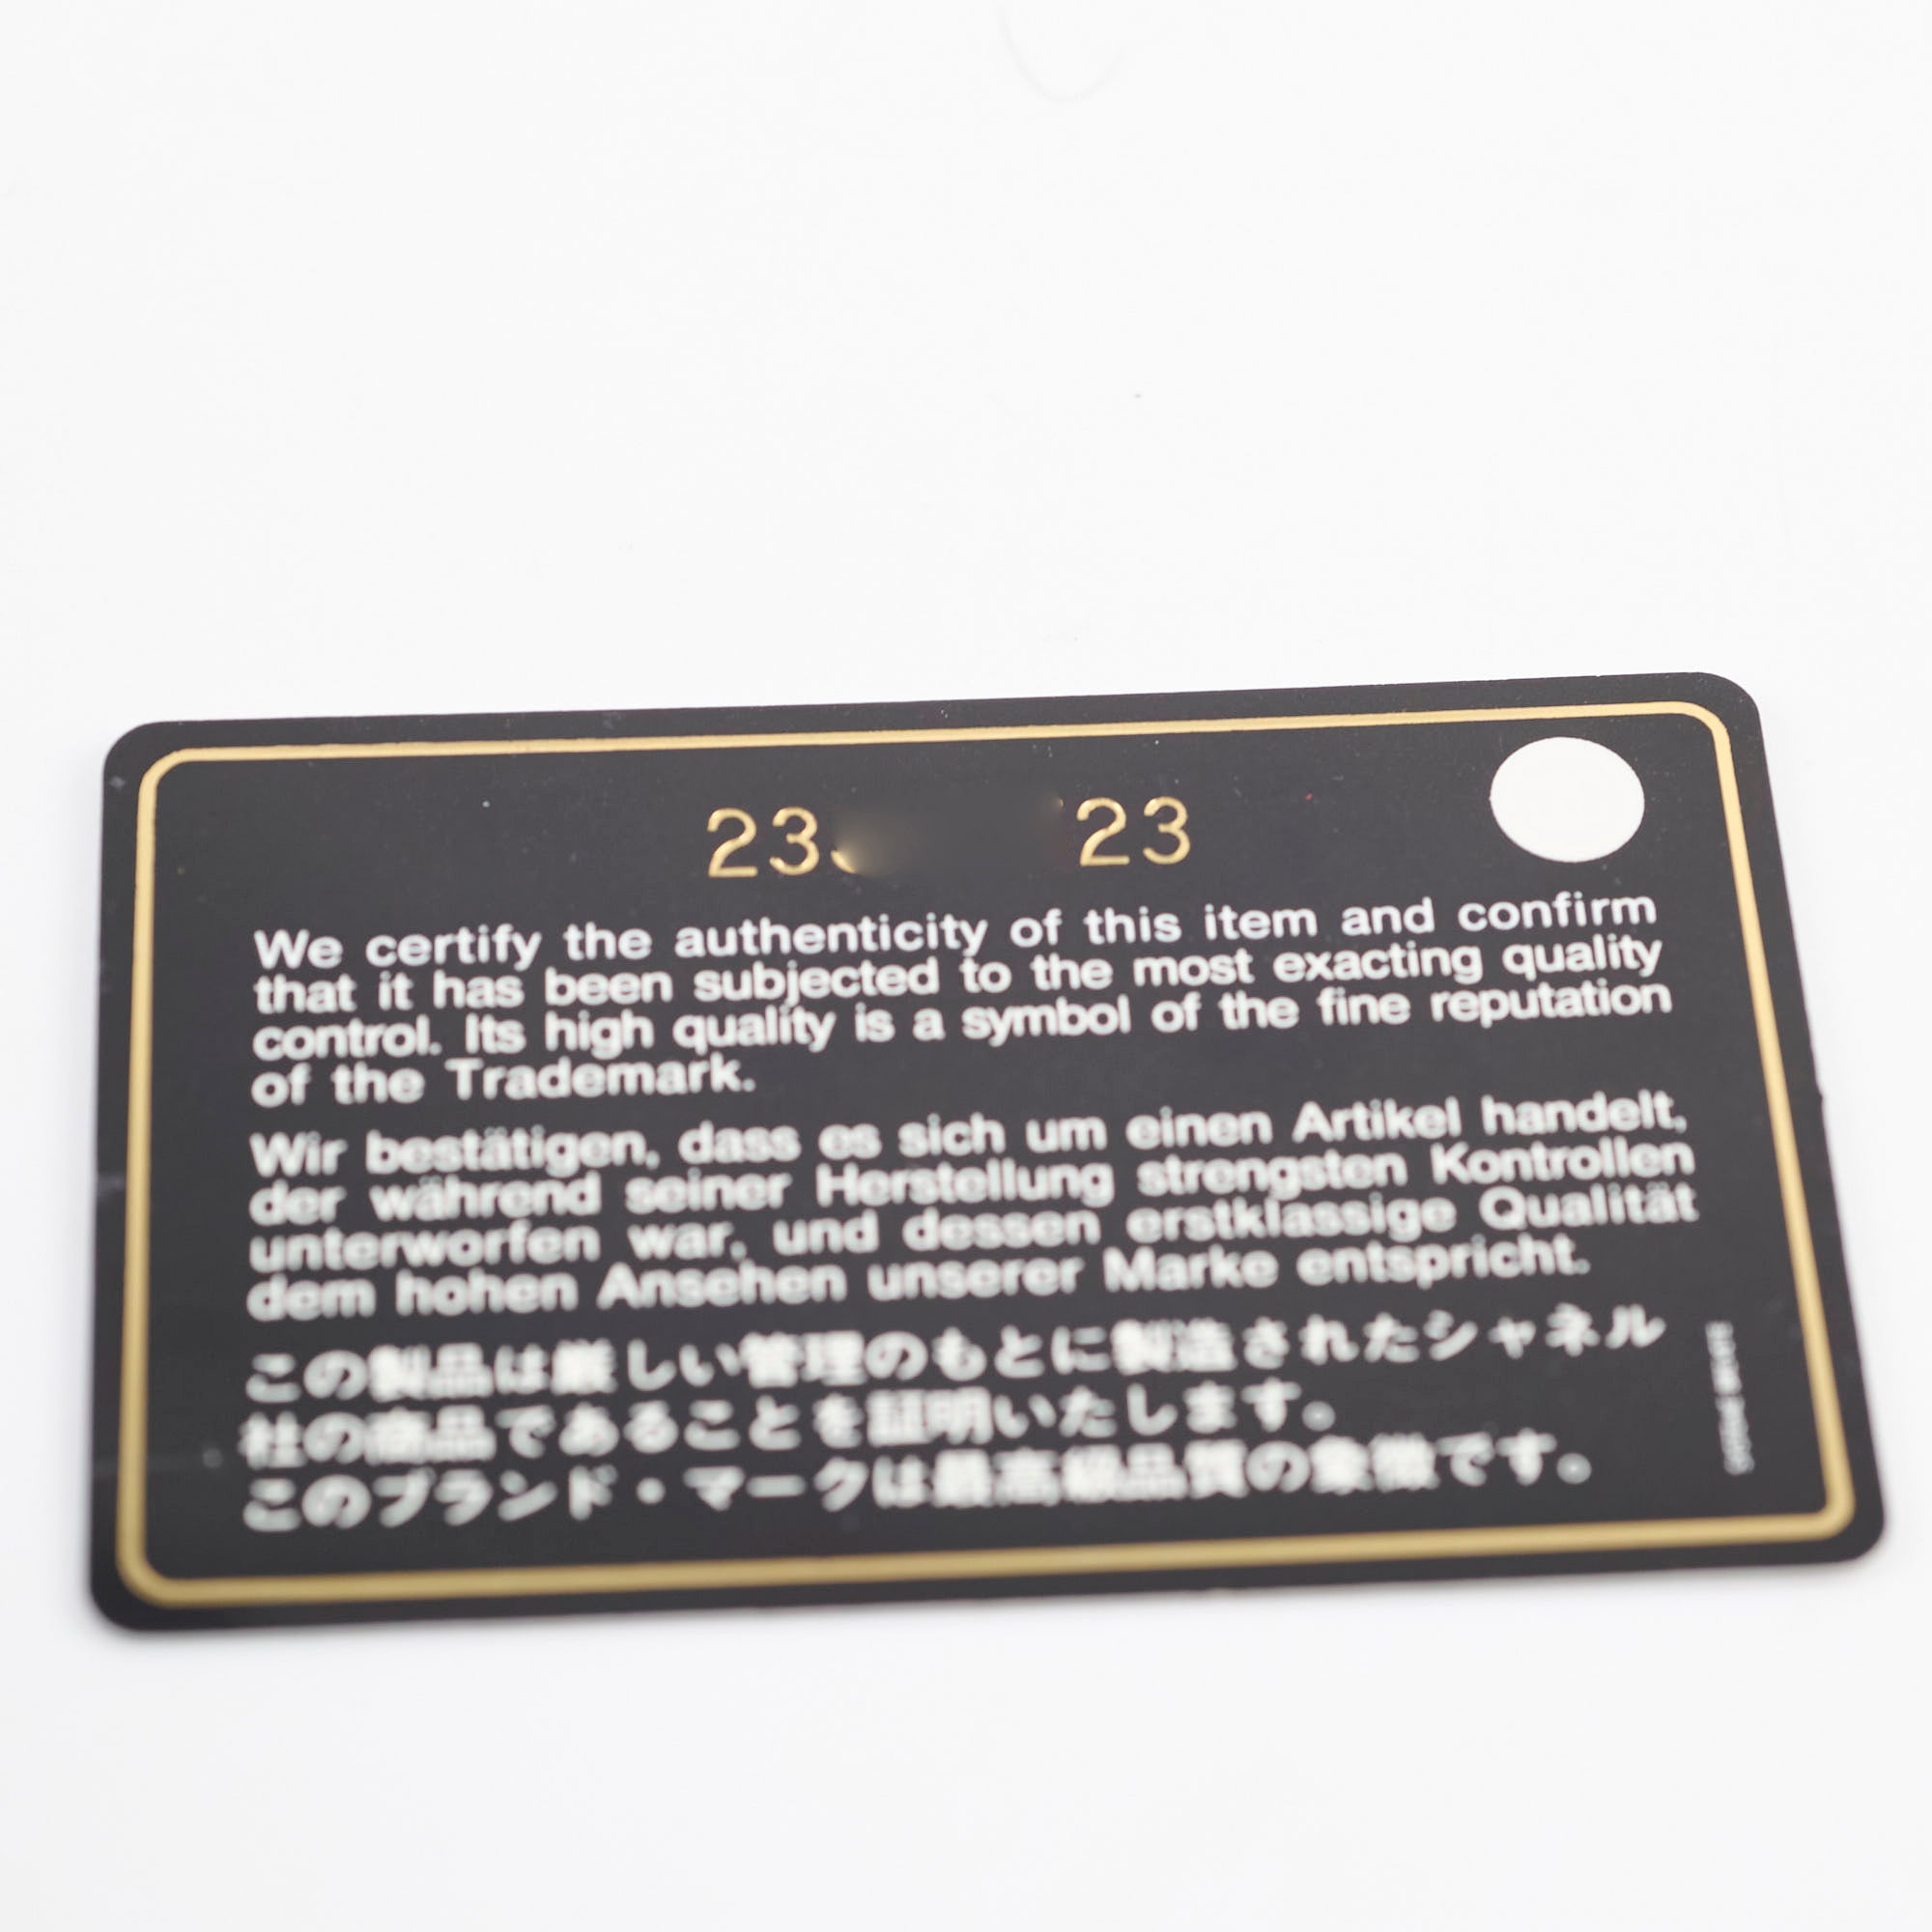 23 23
We certify the authenticity of this item and confirm
that it has been subjected to the most exacting quality
control. Its high quality is a symbol of the fine reputation
of the Trademark.
Wir bestätigen, dass es sich um einen Artikel handelt,
der während seiner Herstellung strengsten Kontrollen
unterworfen war, und dessen erstklassige Qualität
dem hohen Ansehen unserer Marke entspricht.
この製品は厳しい管理のもとに製造されたシャネル
社の商品であることを証明いたします。
このブランド・マークは最高級品質の象徴です。